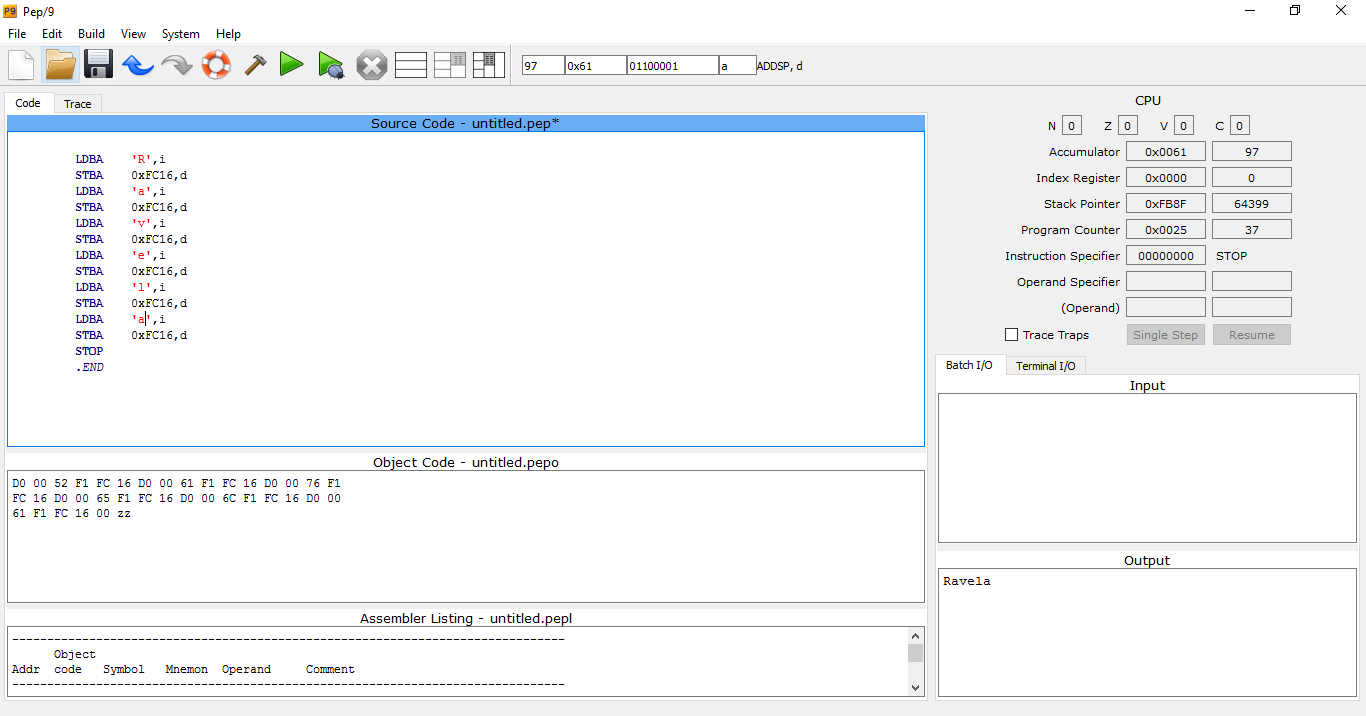 Pep/9
File Edit Build View System Help
97 0x61 01100001 a ADDSP, d
Code Trace
Source Code - untitled.pep*
LDBA 'R',i
STBA 0xFC16,d
LDBA 'a',i
STBA 0xFC16,d
LDBA 'v',i
STBA 0xFC16,d
LDBA 'e',i
STBA 0xFC16,d
LDBA 'l',i
STBA 0xFC16,d
LDBA 'a',i
STBA 0xFC16,d
STOP
.END
Object Code - untitled.pepo
D0 00 52 F1 FC 16 D0 00 61 F1 FC 16 D0 00 76 F1
FC 16 D0 00 65 F1 FC 16 D0 00 6C F1 FC 16 D0 00
61 F1 FC 16 00 zz
Assembler Listing - untitled.pepl
-------------------------------------------------------------------------------
Object
Addr code Symbol Mnemon Operand Comment
-------------------------------------------------------------------------------
CPU
N 0 Z 0 V 0 C 0
Accumulator 0x0061 97
Index Register 0x0000 0
Stack Pointer 0xFB8F 64399
Program Counter 0x0025 37
Instruction Specifier 00000000 STOP
Operand Specifier
(Operand)
Trace Traps Single Step Resume
Batch I/O Terminal I/O
Input
Output
Ravela